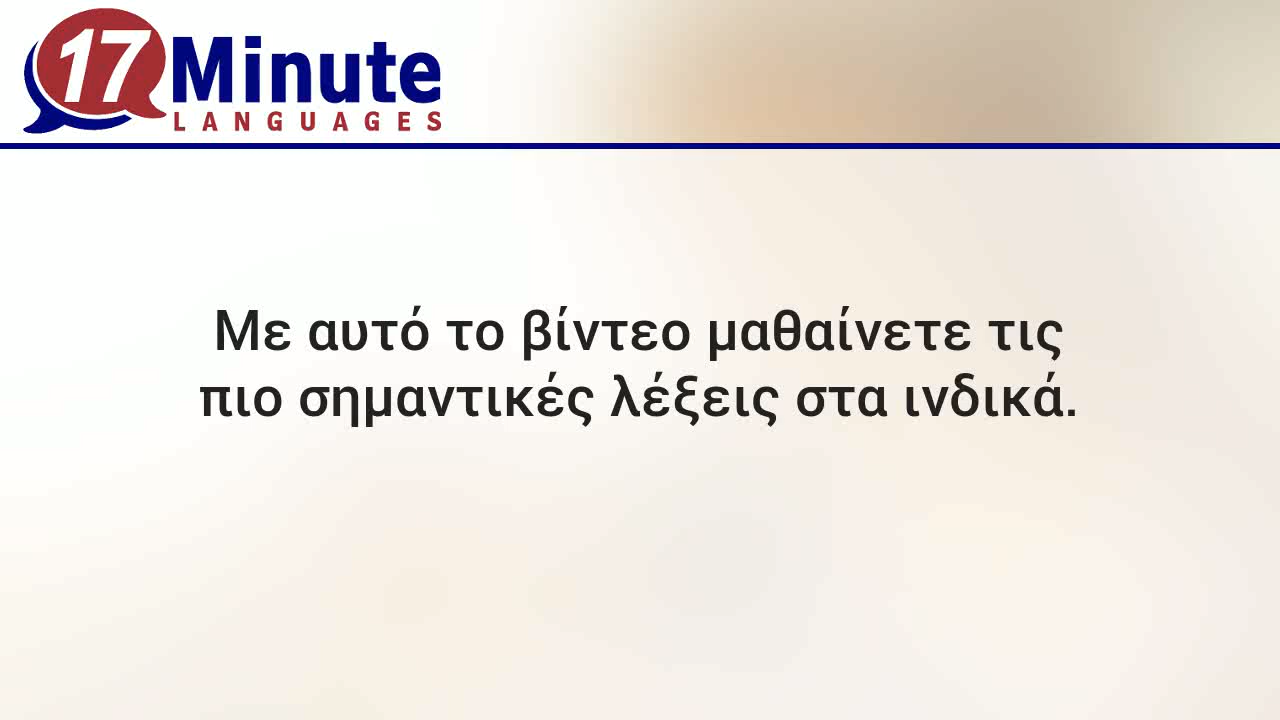 17 Minute
LANGUAGES
Με αυτό το βίντεο μαθαίνετε τις
πιο σημαντικές λέξεις στα ινδικά.